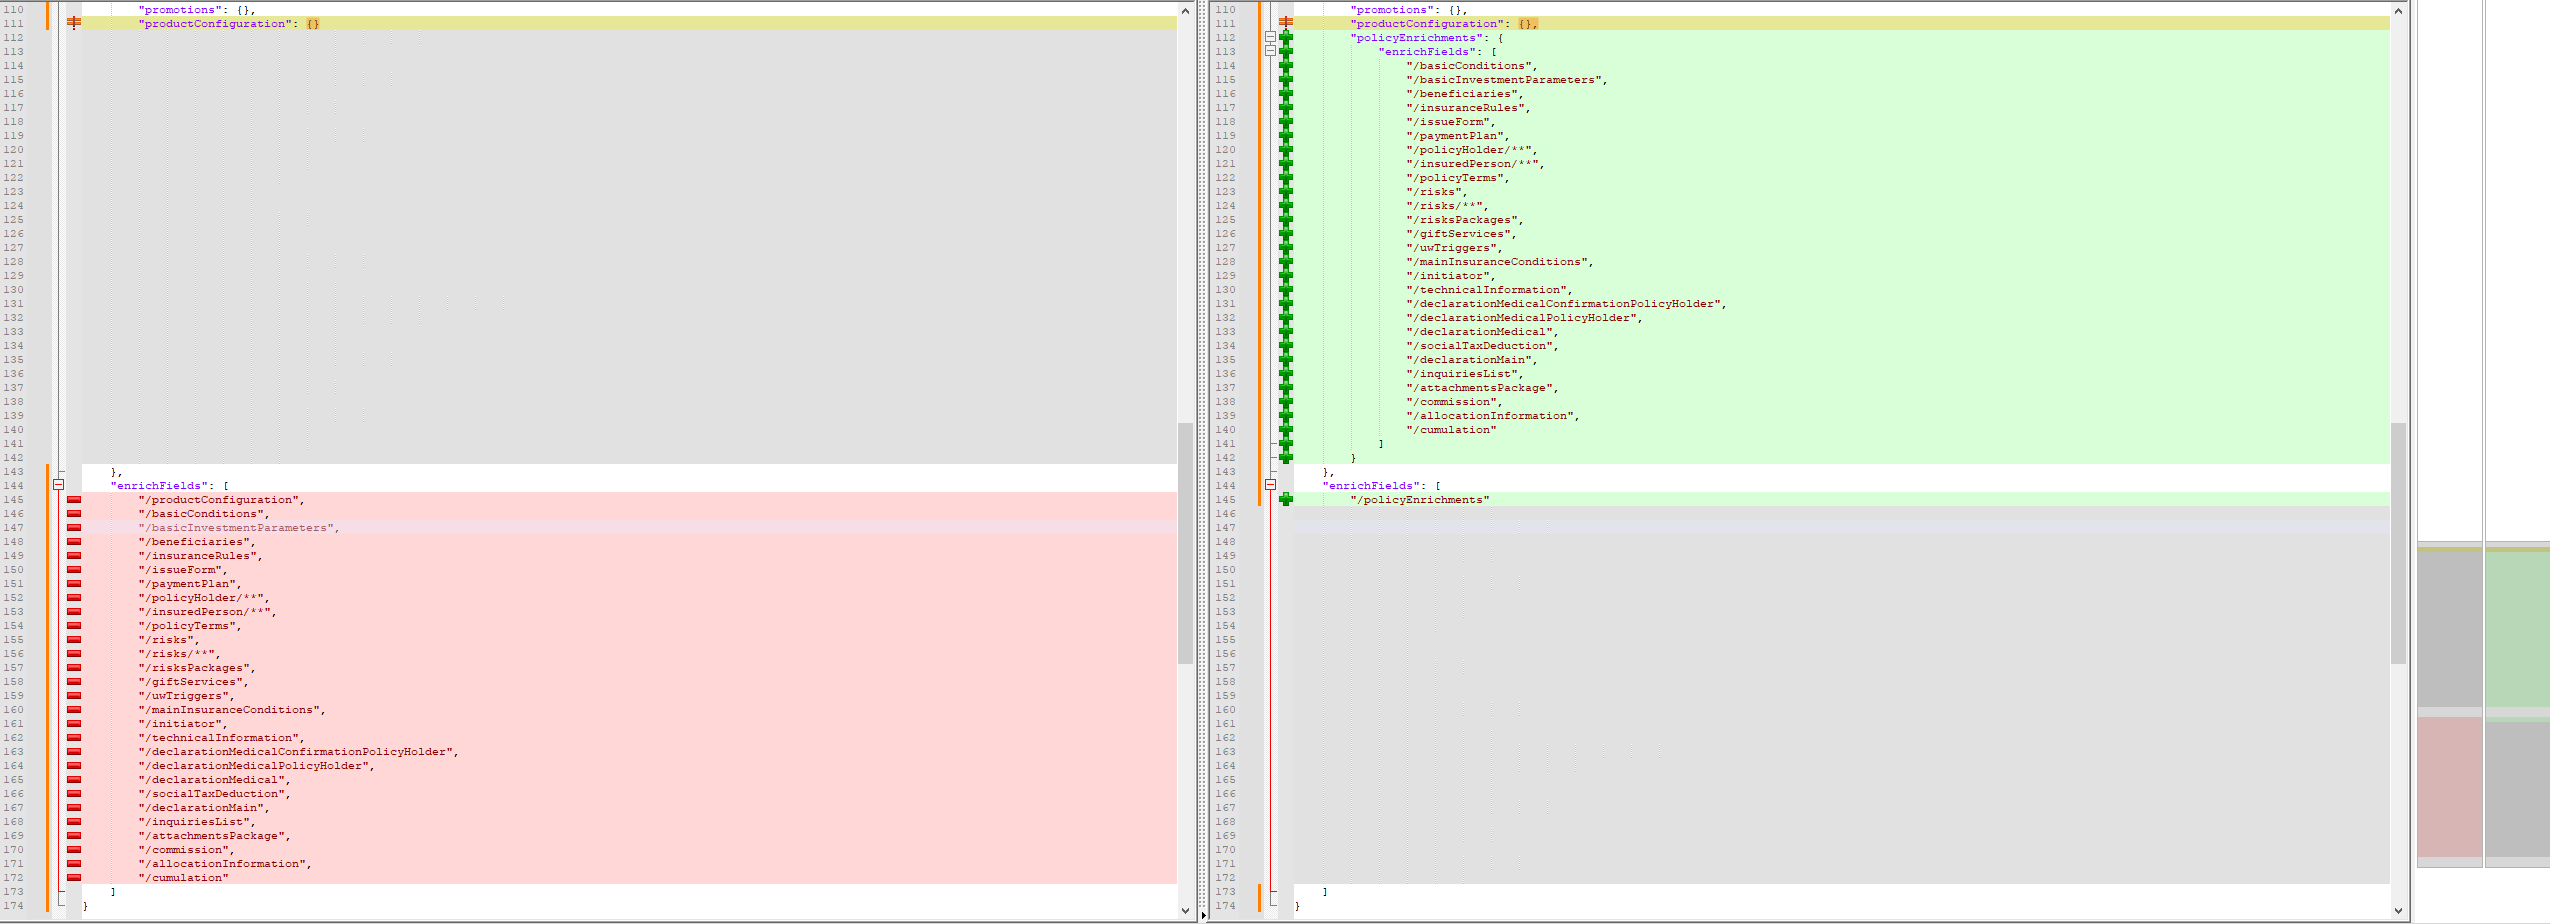 110 "promotions": {},
111 "productConfiguration": {}
112
113
114
115
116
117
118
119
120
121
122
123
124
125
126
127
128
129
130
131
132
133
134
135
136
137
138
139
140
141
142
143 },
144 "enrichFields": [
145 "/productConfiguration",
146 "/basicConditions",
147 "/basicInvestmentParameters",
148 "/beneficiaries",
149 "/insuranceRules",
150 "/issueForm",
151 "/paymentPlan",
152 "/policyHolder/**",
153 "/insuredPerson/**",
154 "/policyTerms",
155 "/risks",
156 "/risks/**",
157 "/risksPackages",
158 "/giftServices",
159 "/uwTriggers",
160 "/mainInsuranceConditions",
161 "/initiator",
162 "/technicalInformation",
163 "/declarationMedicalConfirmationPolicyHolder",
164 "/declarationMedicalPolicyHolder",
165 "/declarationMedical",
166 "/socialTaxDeduction",
167 "/declarationMain",
168 "/inquiriesList",
169 "/attachmentsPackage",
170 "/commission",
171 "/allocationInformation",
172 "/cumulation"
173 ]
174 }
110 "promotions": {},
111 "productConfiguration": {},
112 "policyEnrichments": {
113 "enrichFields": [
114 "/basicConditions",
115 "/basicInvestmentParameters",
116 "/beneficiaries",
117 "/insuranceRules",
118 "/issueForm",
119 "/paymentPlan",
120 "/policyHolder/**",
121 "/insuredPerson/**",
122 "/policyTerms",
123 "/risks",
124 "/risks/**",
125 "/risksPackages",
126 "/giftServices",
127 "/uwTriggers",
128 "/mainInsuranceConditions",
129 "/initiator",
130 "/technicalInformation",
131 "/declarationMedicalConfirmationPolicyHolder",
132 "/declarationMedicalPolicyHolder",
133 "/declarationMedical",
134 "/socialTaxDeduction",
135 "/declarationMain",
136 "/inquiriesList",
137 "/attachmentsPackage",
138 "/commission",
139 "/allocationInformation",
140 "/cumulation"
141 ]
142 }
143 },
144 "enrichFields": [
145 "/policyEnrichments"
146
147
148
149
150
151
152
153
154
155
156
157
158
159
160
161
162
163
164
165
166
167
168
169
170
171
172
173 ]
174 }